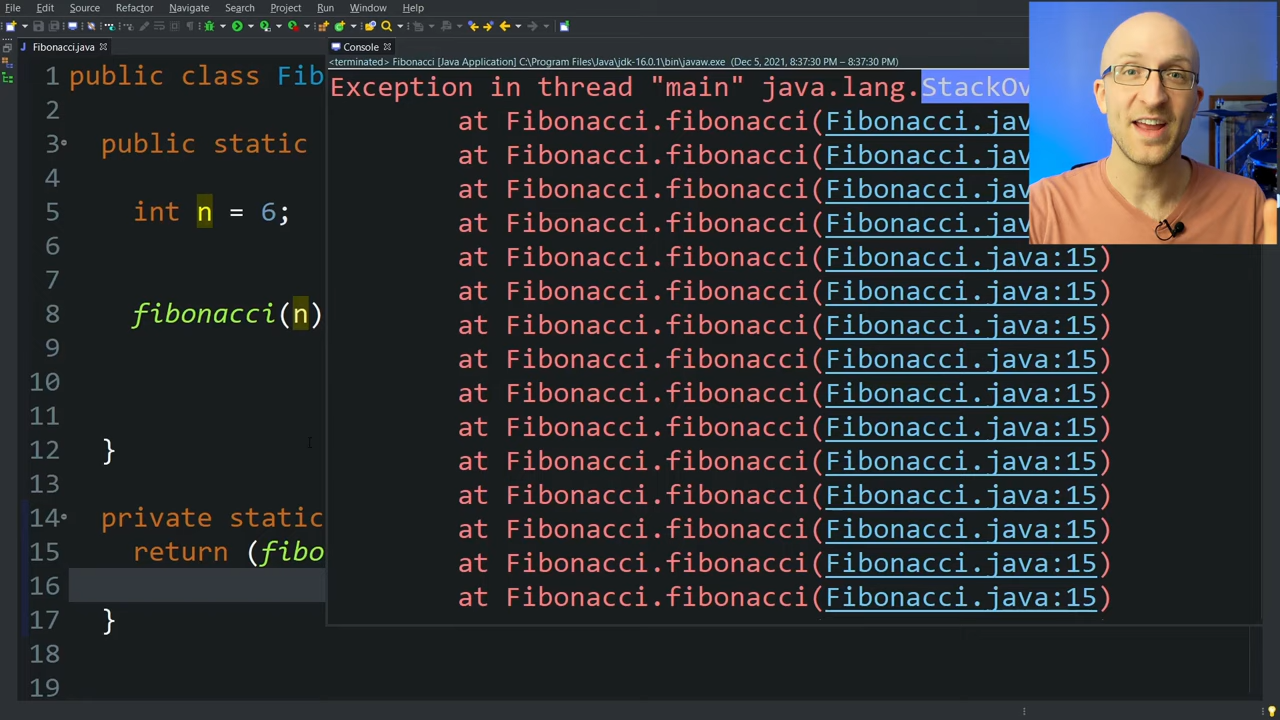 File Edit Source Refactor Navigate Search Project Run Window Help
Fibonacci.java
Console
<terminated> Fibonacci [Java Application] C:\Program Files\Java\jdk-16.0.1\bin\javaw.exe (Dec 5, 2021, 8:37:30 PM – 8:37:30 PM)
1 public class Fib
2
3 public static
4
5 int n = 6;
6
7
8 fibonacci(n)
9
10
11
12 }
13
14 private static
15 return (fibo
16
17 }
18
19
Exception in thread "main" java.lang.StackOv
at Fibonacci.fibonacci(Fibonacci.jav
at Fibonacci.fibonacci(Fibonacci.jav
at Fibonacci.fibonacci(Fibonacci.jav
at Fibonacci.fibonacci(Fibonacci.jav
at Fibonacci.fibonacci(Fibonacci.java:15)
at Fibonacci.fibonacci(Fibonacci.java:15)
at Fibonacci.fibonacci(Fibonacci.java:15)
at Fibonacci.fibonacci(Fibonacci.java:15)
at Fibonacci.fibonacci(Fibonacci.java:15)
at Fibonacci.fibonacci(Fibonacci.java:15)
at Fibonacci.fibonacci(Fibonacci.java:15)
at Fibonacci.fibonacci(Fibonacci.java:15)
at Fibonacci.fibonacci(Fibonacci.java:15)
at Fibonacci.fibonacci(Fibonacci.java:15)
at Fibonacci.fibonacci(Fibonacci.java:15)